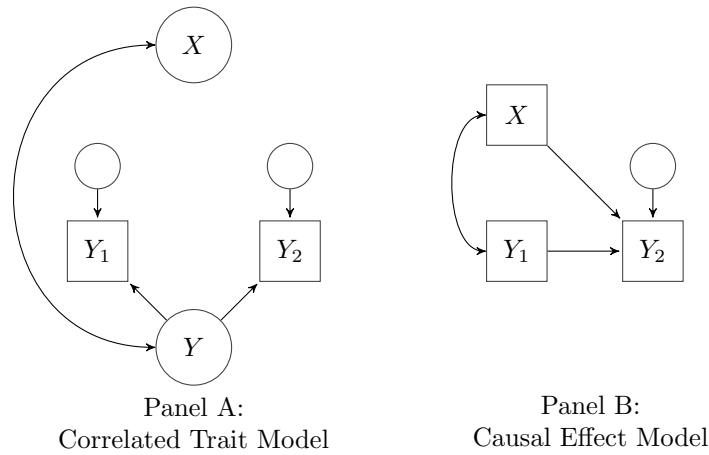 X
Y₁
Y₂
Y
Panel A:
Correlated Trait Model
X
Y₁
Y₂
Panel B:
Causal Effect Model